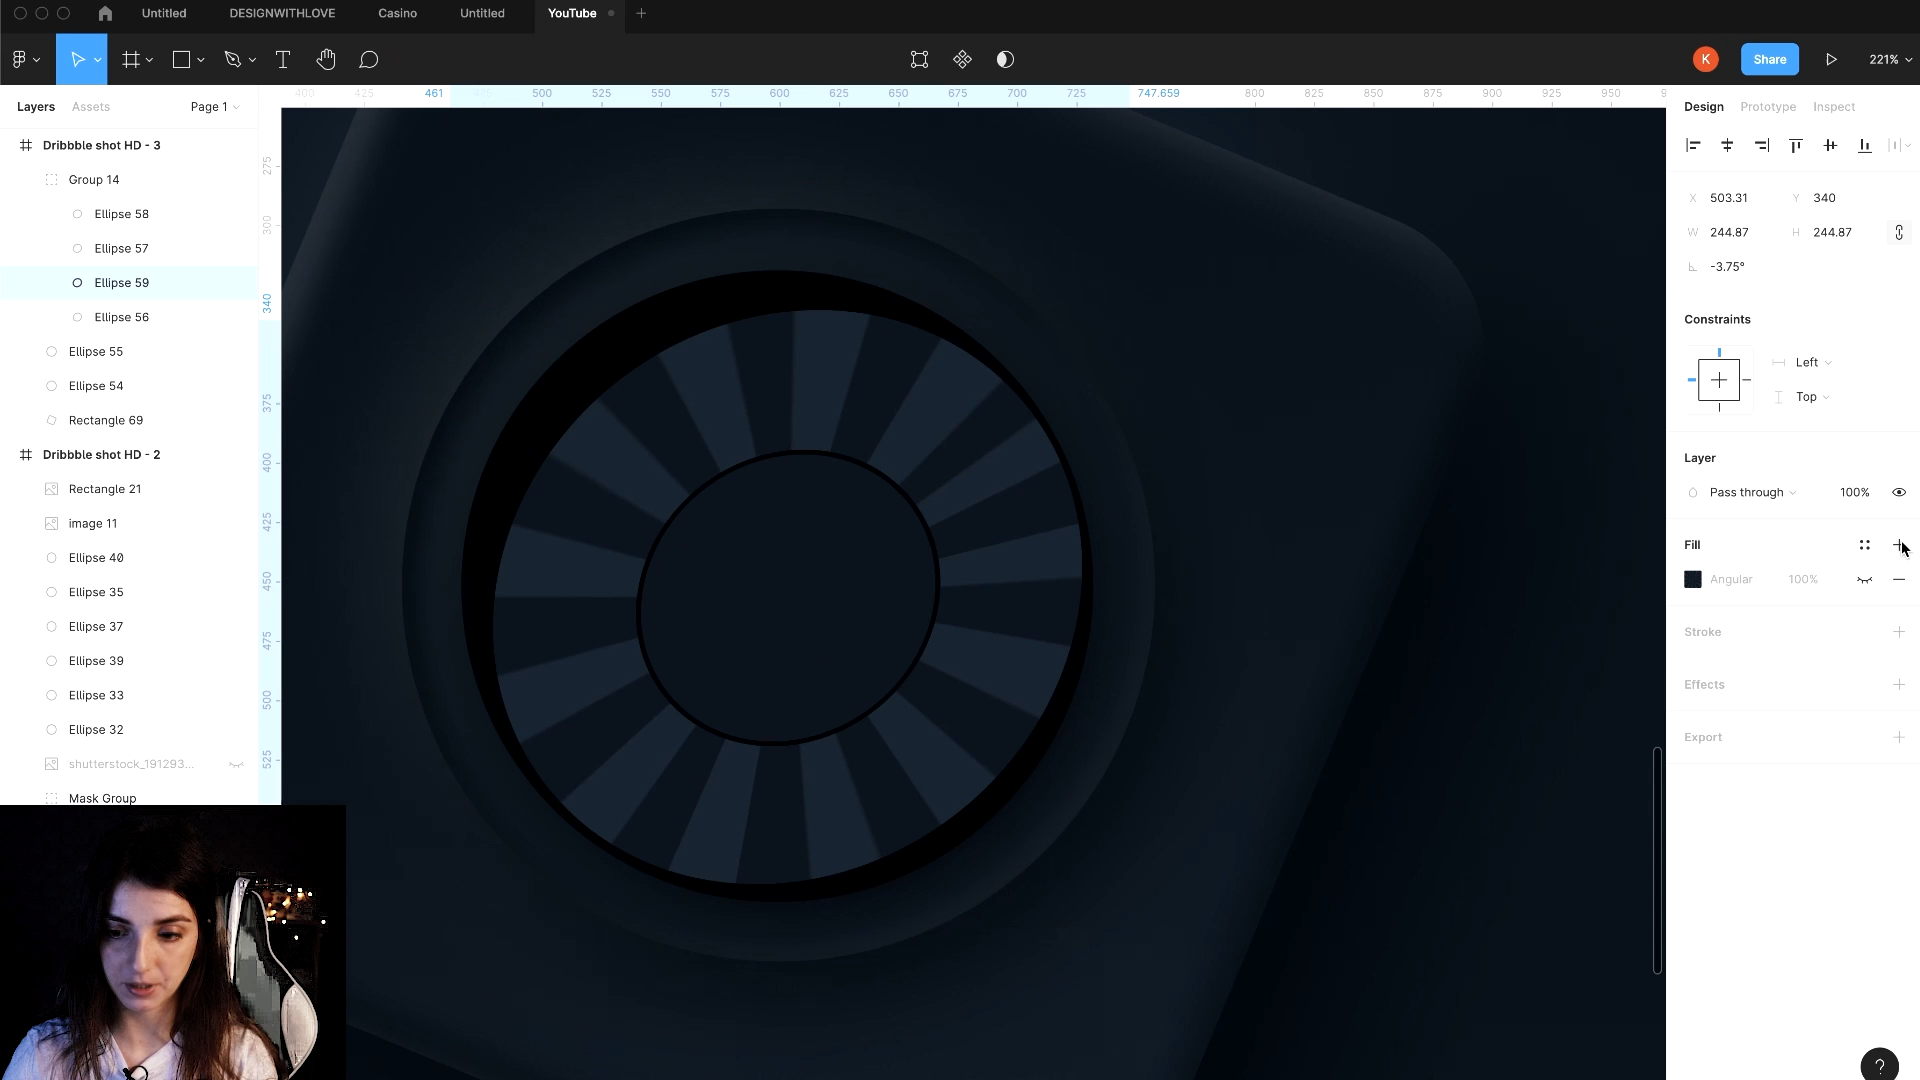 Untitled
DESIGNWITHLOVE
Casino
Untitled
YouTube
K
Share
221%
Layers
Assets
Page 1
400
425
461
500
525
550
575
600
625
650
675
700
725
747.659
800
825
850
875
900
925
950
Design
Prototype
Inspect
Dribbble shot HD - 3
Group 14
Ellipse 58
Ellipse 57
Ellipse 59
Ellipse 56
Ellipse 55
Ellipse 54
Rectangle 69
Dribbble shot HD - 2
Rectangle 21
image 11
Ellipse 40
Ellipse 35
Ellipse 37
Ellipse 39
Ellipse 33
Ellipse 32
shutterstock_191293...
Mask Group
275
300
340
375
400
425
450
475
500
525
X 503.31
Y 340
W 244.87
H 244.87
-3.75°
Constraints
Left
Top
Layer
Pass through
100%
Fill
Angular
100%
Stroke
Effects
Export
?